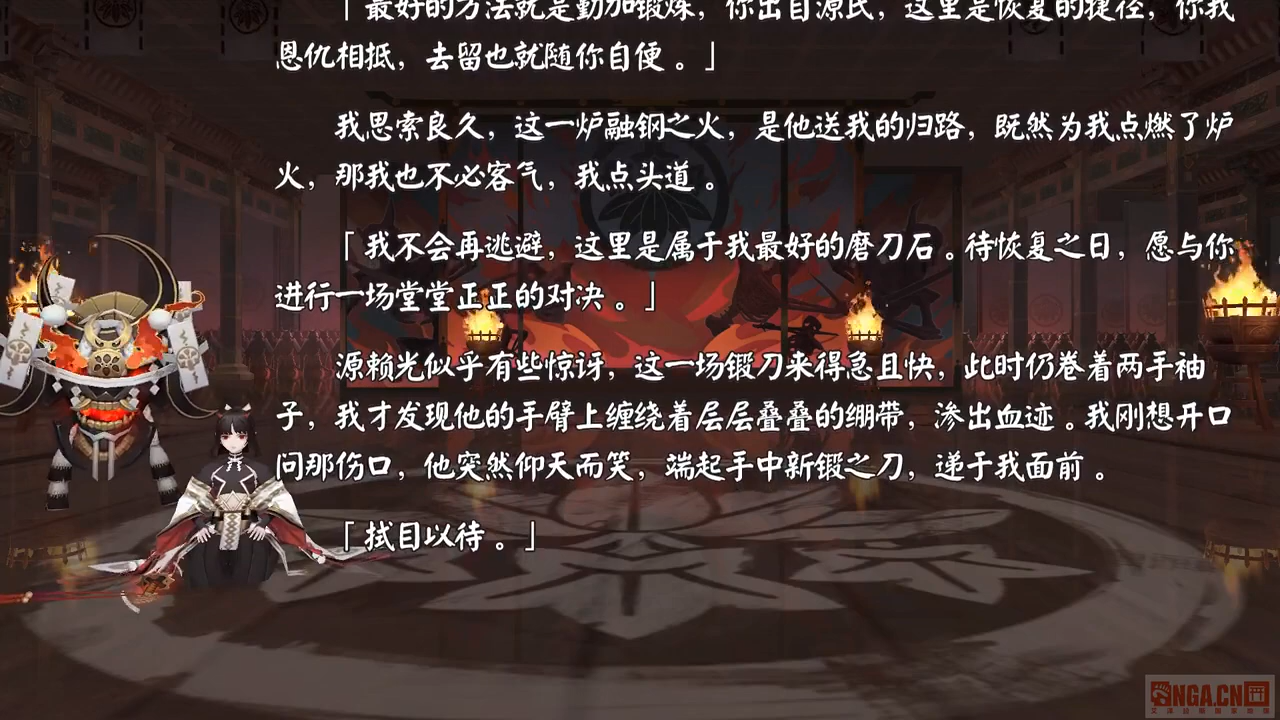 「最好的方法就是勤加锻炼，你出自源氏，这里是恢复的捷径，你我
恩仇相抵，去留也就随你自便。」
我思索良久，这一炉融钢之火，是他送我的归路，既然为我点燃了炉
火，那我也不必客气，我点头道。
「我不会再逃避，这里是属于我最好的磨刀石。待恢复之日，愿与你
进行一场堂堂正正的对决。」
源赖光似乎有些惊讶，这一场锻刀来得急且快，此时仍卷着两手袖
子，我才发现他的手臂上缠绕着层层叠叠的绷带，渗出血迹。我刚想开口
问那伤口，他突然仰天而笑，端起手中新锻之刀，递于我面前。
「拭目以待。」
NGA.CN